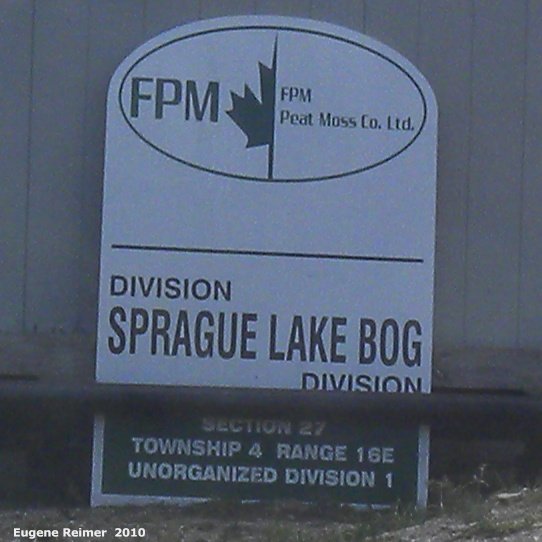 FPM
FPM
Peat Moss Co. Ltd.
DIVISION
SPRAGUE LAKE BOG
DIVISION
SECTION 27
TOWNSHIP 4 RANGE 16E
UNORGANIZED DIVISION 1
Eugene Reimer 2010